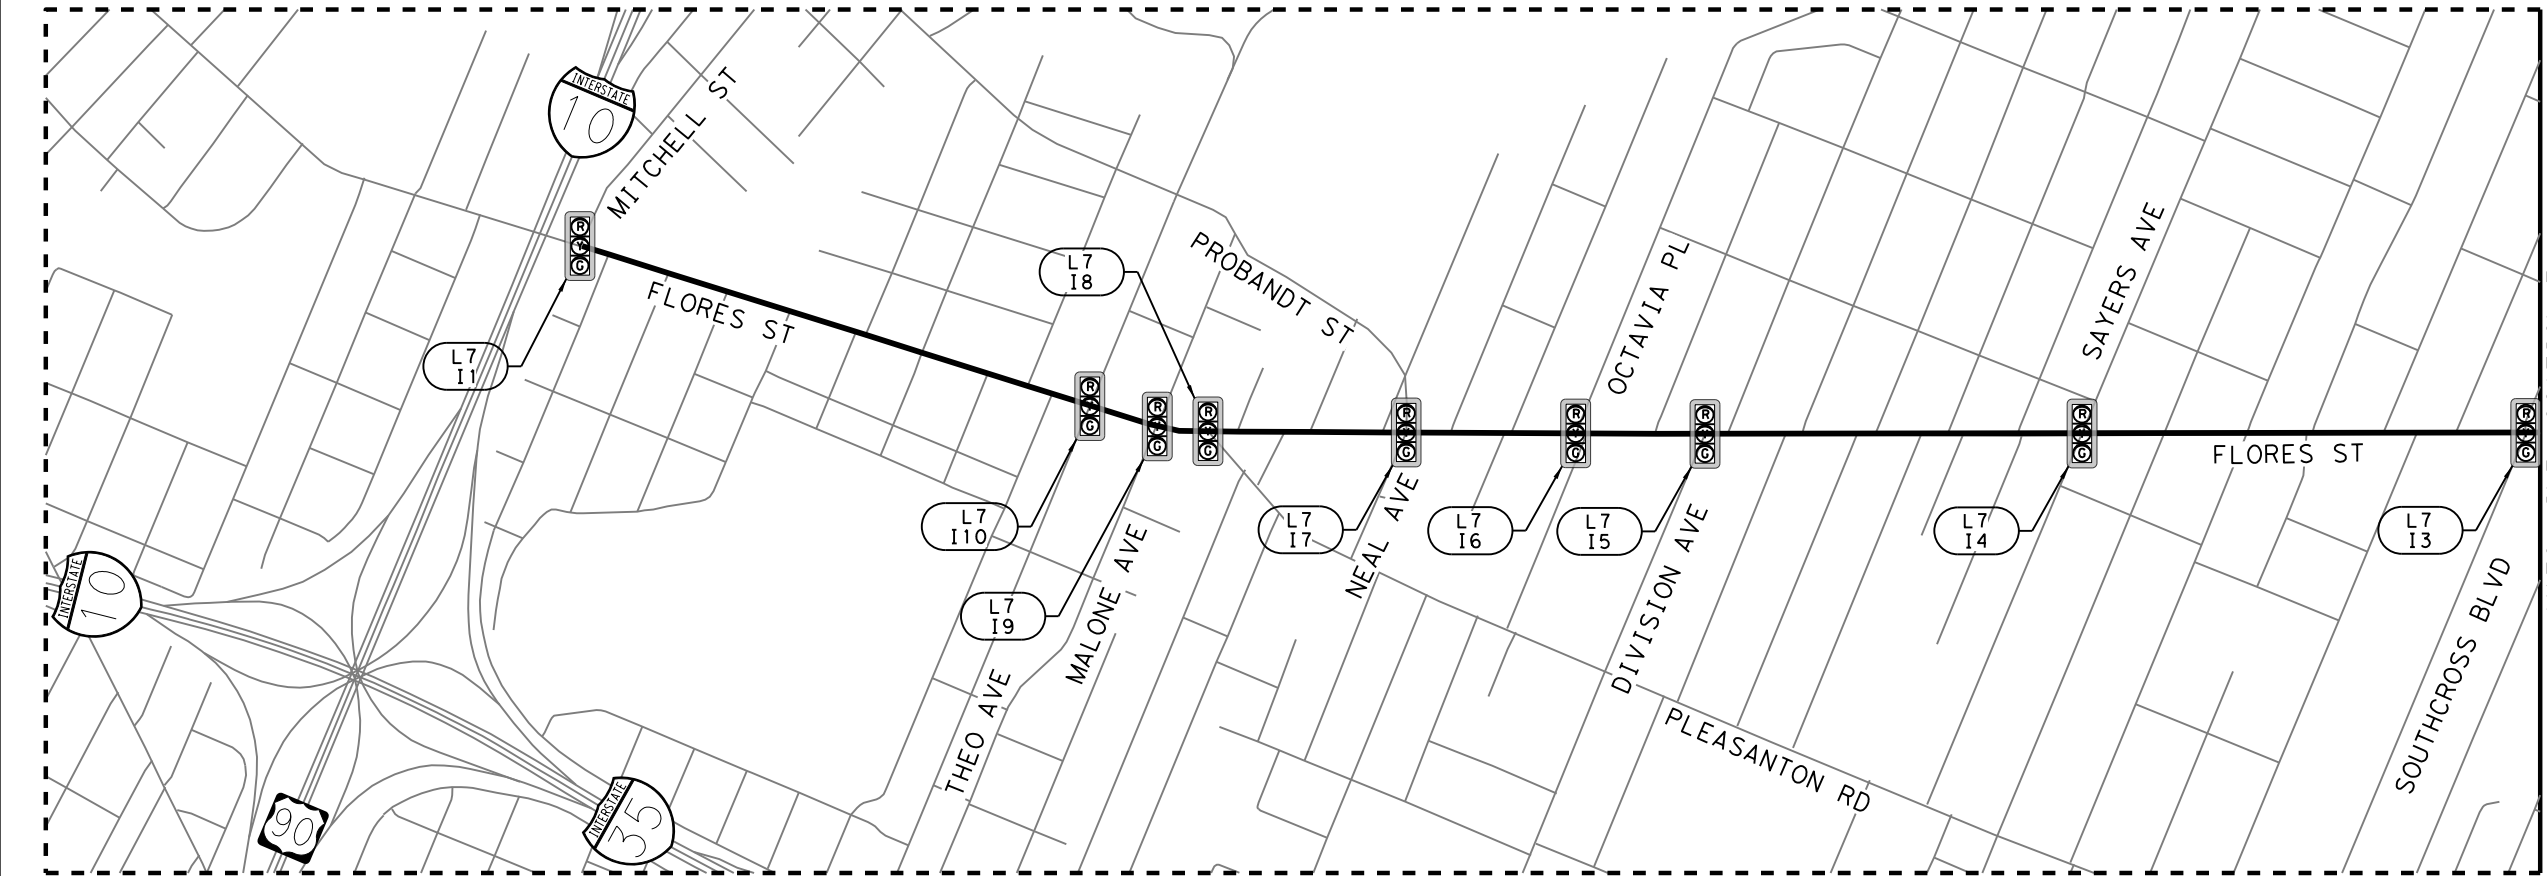 INTERSTATE
10
MITCHELL ST
R
Y
G
FLORES ST
L7
I1
L7
I8
PROBANDT ST
OCTAVIA PL
SAYERS AVE
R
G
R
G
R
G
R
G
R
G
R
G
R
G
R
G
FLORES ST
L7
I10
L7
I9
L7
I7
L7
I6
L7
I5
L7
I4
L7
I3
THEO AVE
MALONE AVE
NEAL AVE
DIVISION AVE
PLEASANTON RD
SOUTHCROSS BLVD
INTERSTATE
10
90
INTERSTATE
35